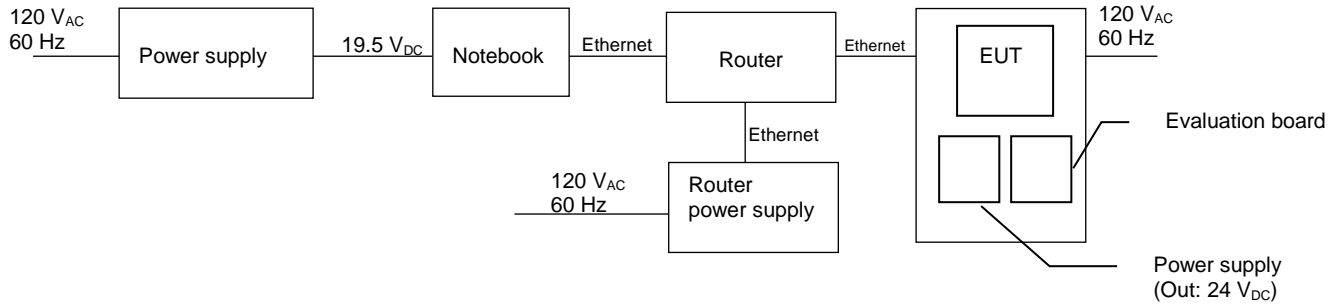 120 VAC
60 Hz
Power supply
19.5 VDC
Notebook
Ethernet
Router
Ethernet
EUT
120 VAC
60 Hz
Evaluation board
Ethernet
120 VAC
60 Hz
Router
power supply
Power supply
(Out: 24 VDC)